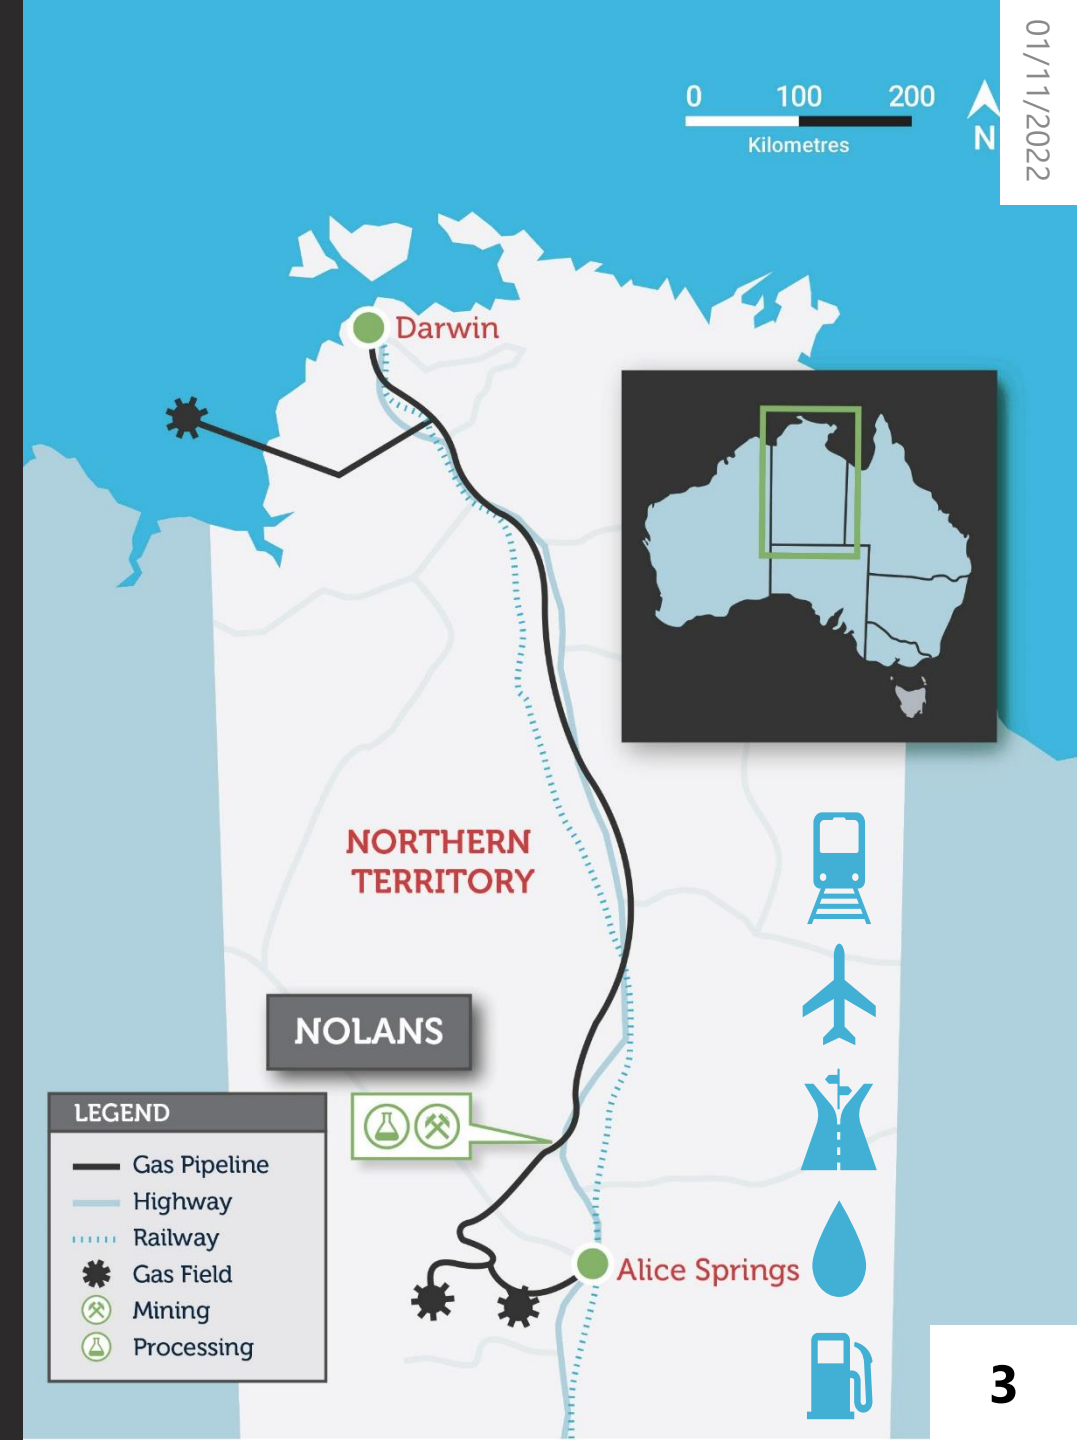 01/11/2022
0 100 200
Kilometres
N
Darwin
NORTHERN
TERRITORY
NOLANS
LEGEND
Gas Pipeline
Highway
Railway
Gas Field
Mining
Processing
Alice Springs
3